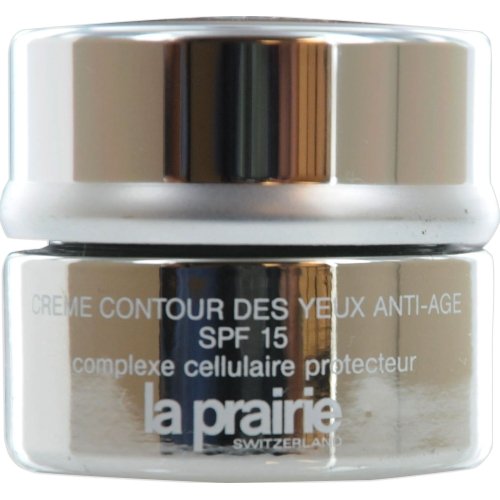 CREME CONTOUR DES YEUX ANTI-AGE
SPF 15
complexe cellulaire protecteur
la prairie
SWITZERLAND